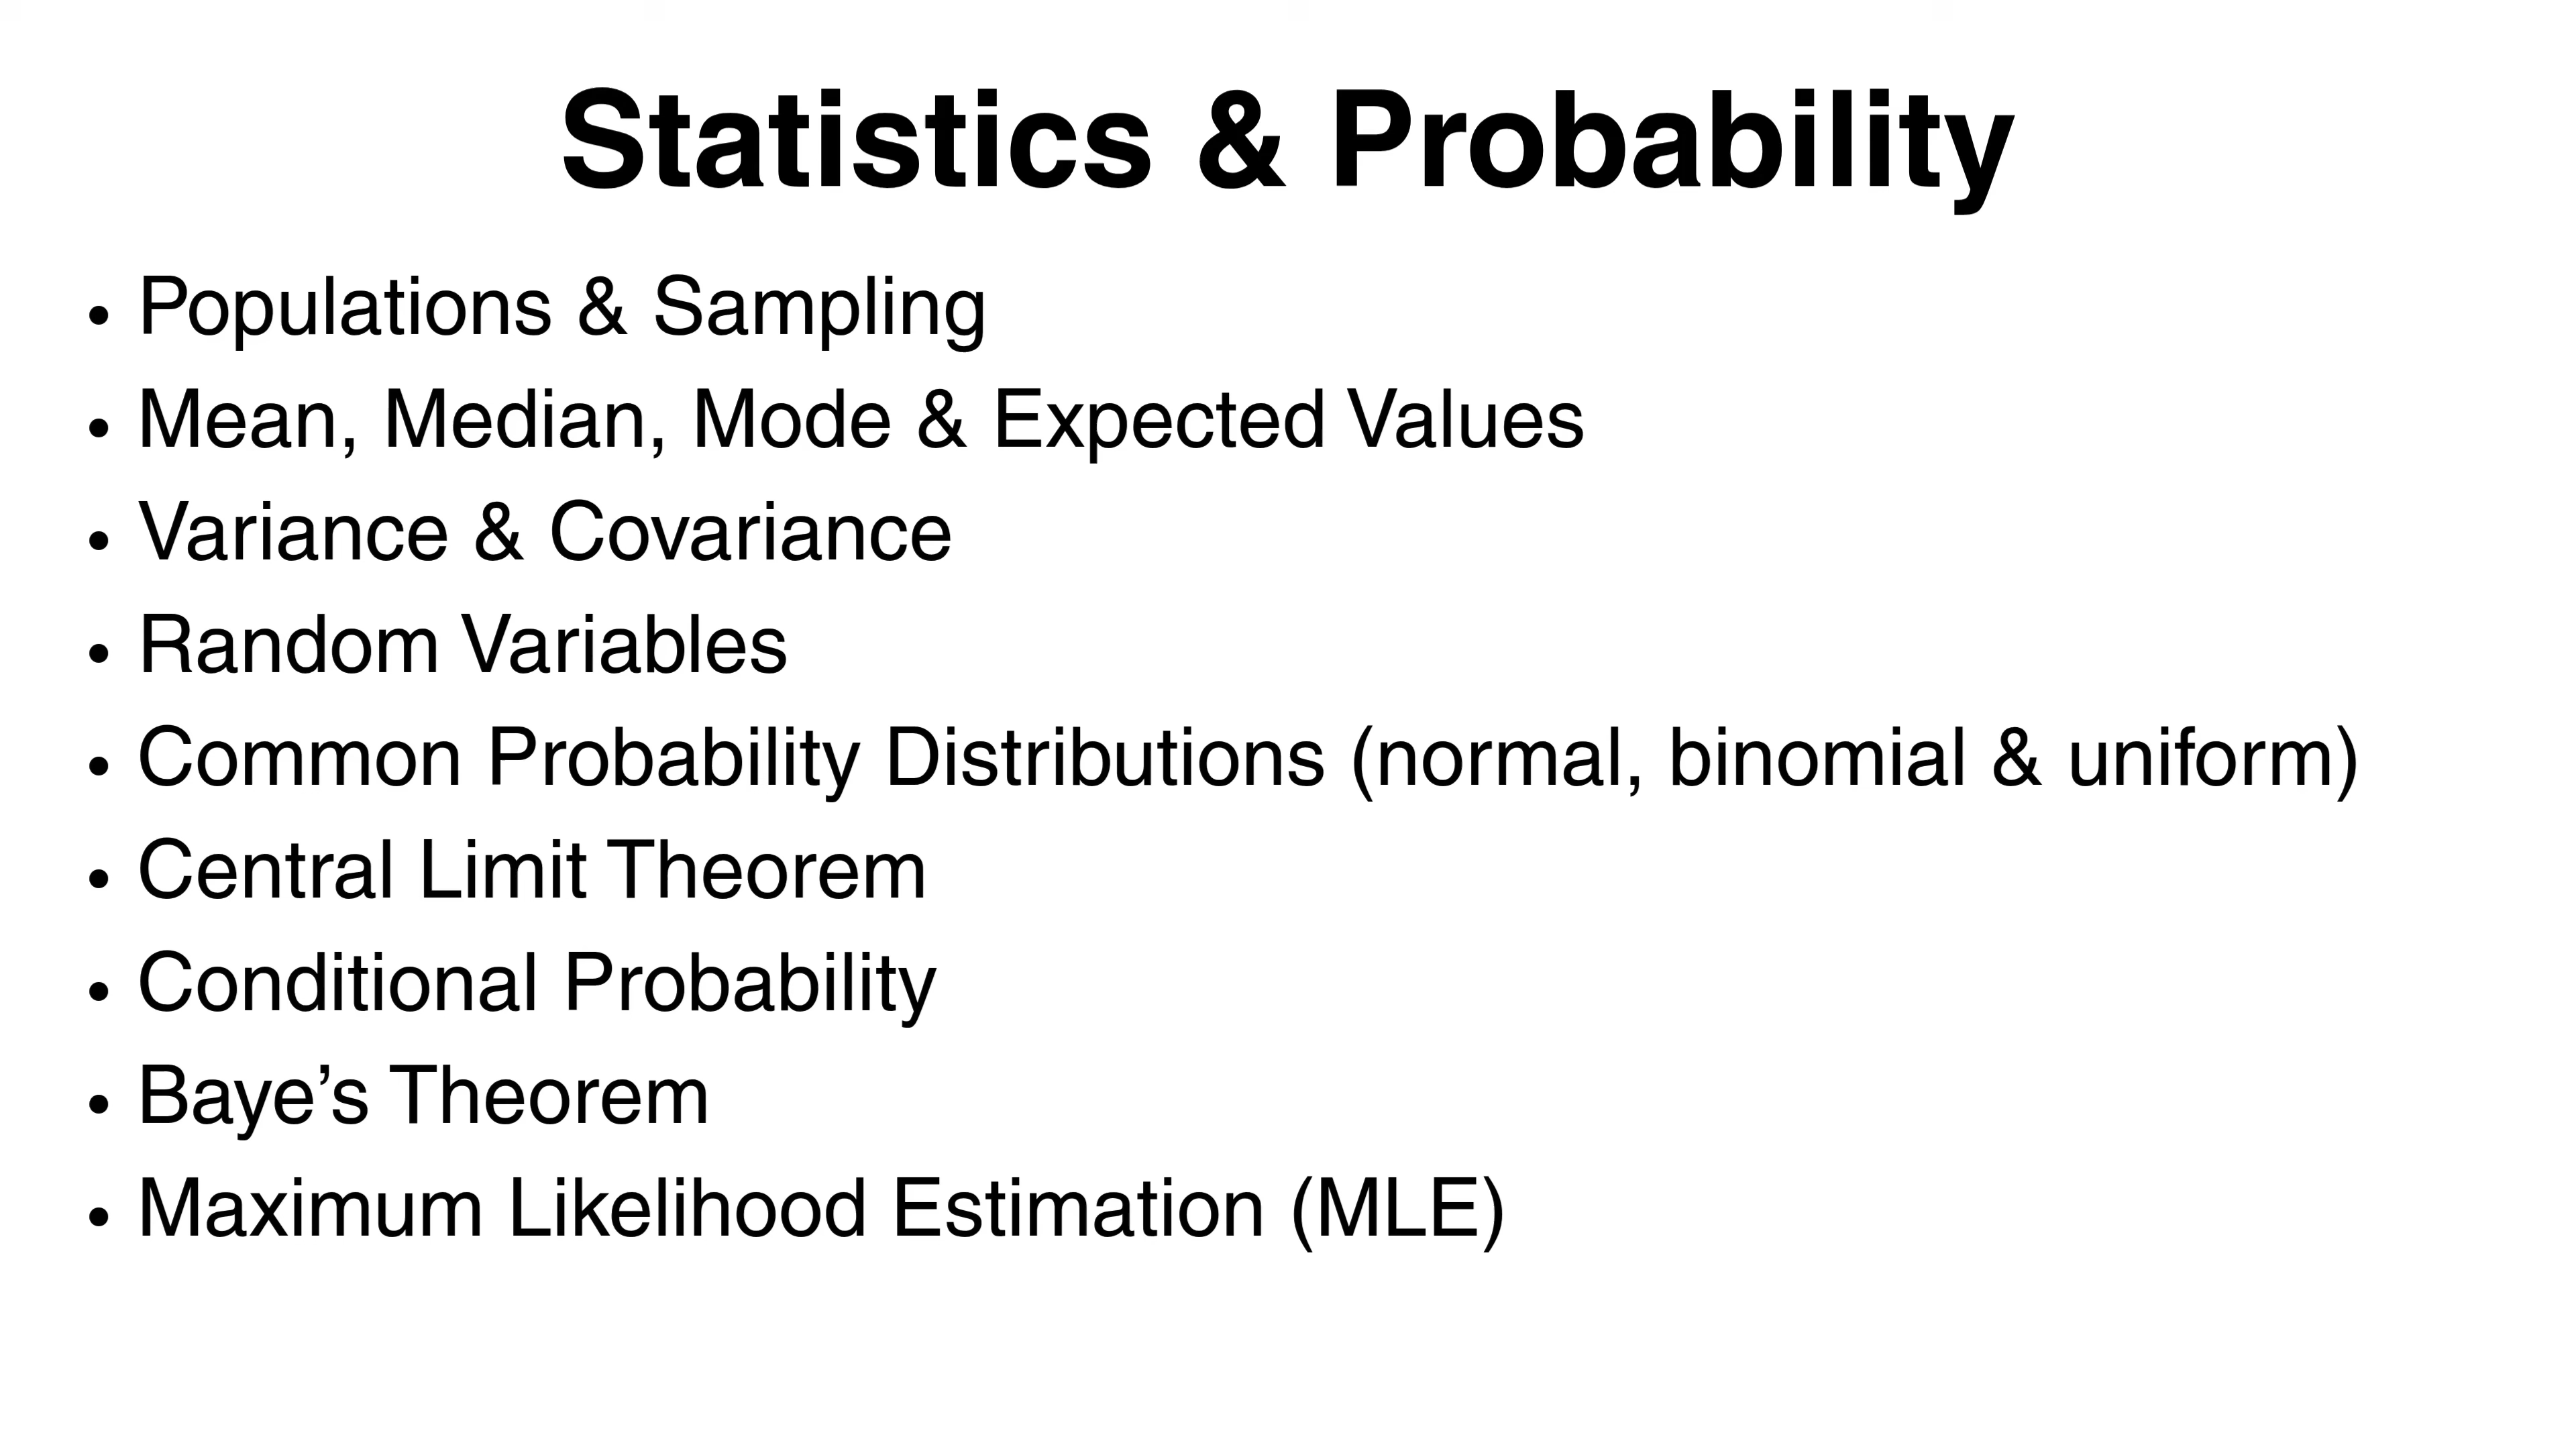 Statistics & Probability
• Populations & Sampling
• Mean, Median, Mode & Expected Values
• Variance & Covariance
• Random Variables
• Common Probability Distributions (normal, binomial & uniform)
• Central Limit Theorem
• Conditional Probability
• Baye’s Theorem
• Maximum Likelihood Estimation (MLE)